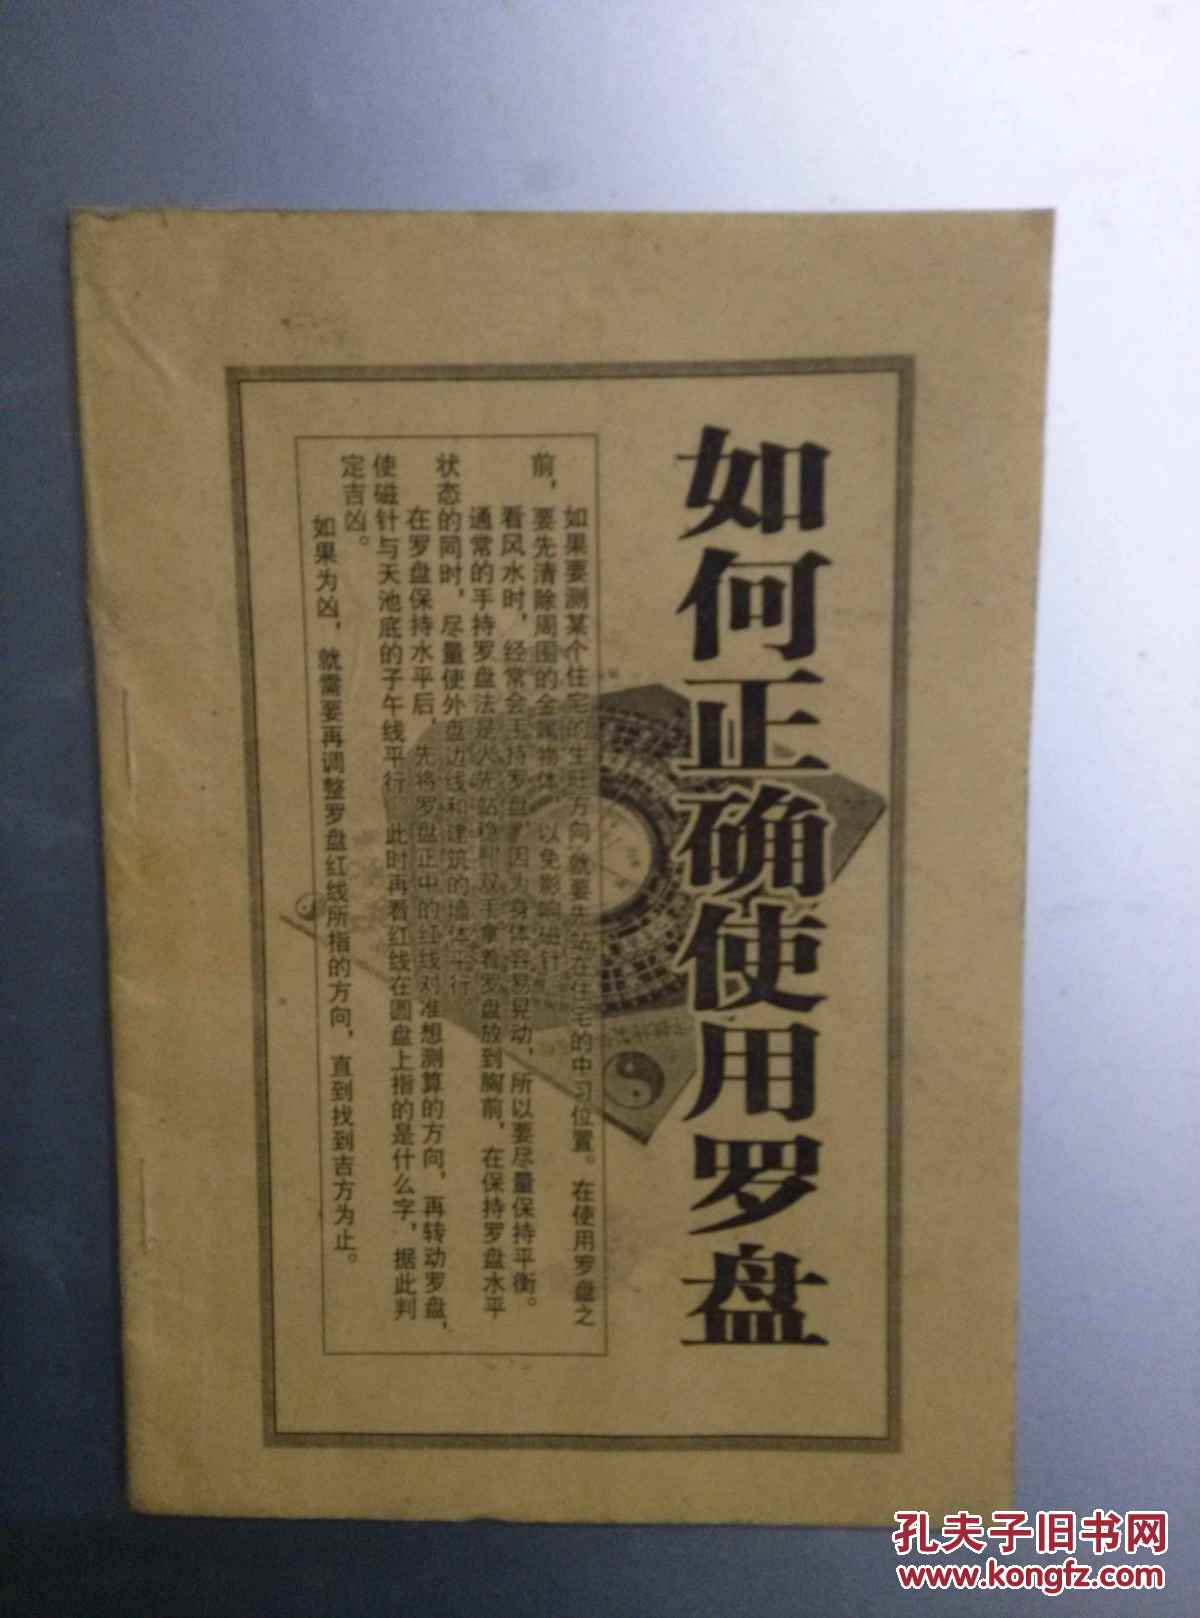 如何正确使用罗盘
如果要测某个住宅的生旺方向就要先站在住宅的中习位置。在使用罗盘之
前，要先清除周围的金属物体，以免影响磁针。
看风水时，经常会手持罗盘，因为身体容易晃动，所以要尽量保持平衡。
通常的手持罗盘法是人先站稳，双手拿着罗盘放到胸前，在保持罗盘水平
状态的同时，尽量使外盘边线和建筑的墙体平行。
在罗盘保持水平后，先将罗盘正中的红线对准想测算的方向，再转动罗盘，
使磁针与天池底的子午线平行。此时再看红线在圆盘上指的是什么字，据此判
定吉凶。
如果为凶，就需要再调整罗盘红线所指的方向，直到找到吉方为止。
孔夫子旧书网
www.kongfz.com